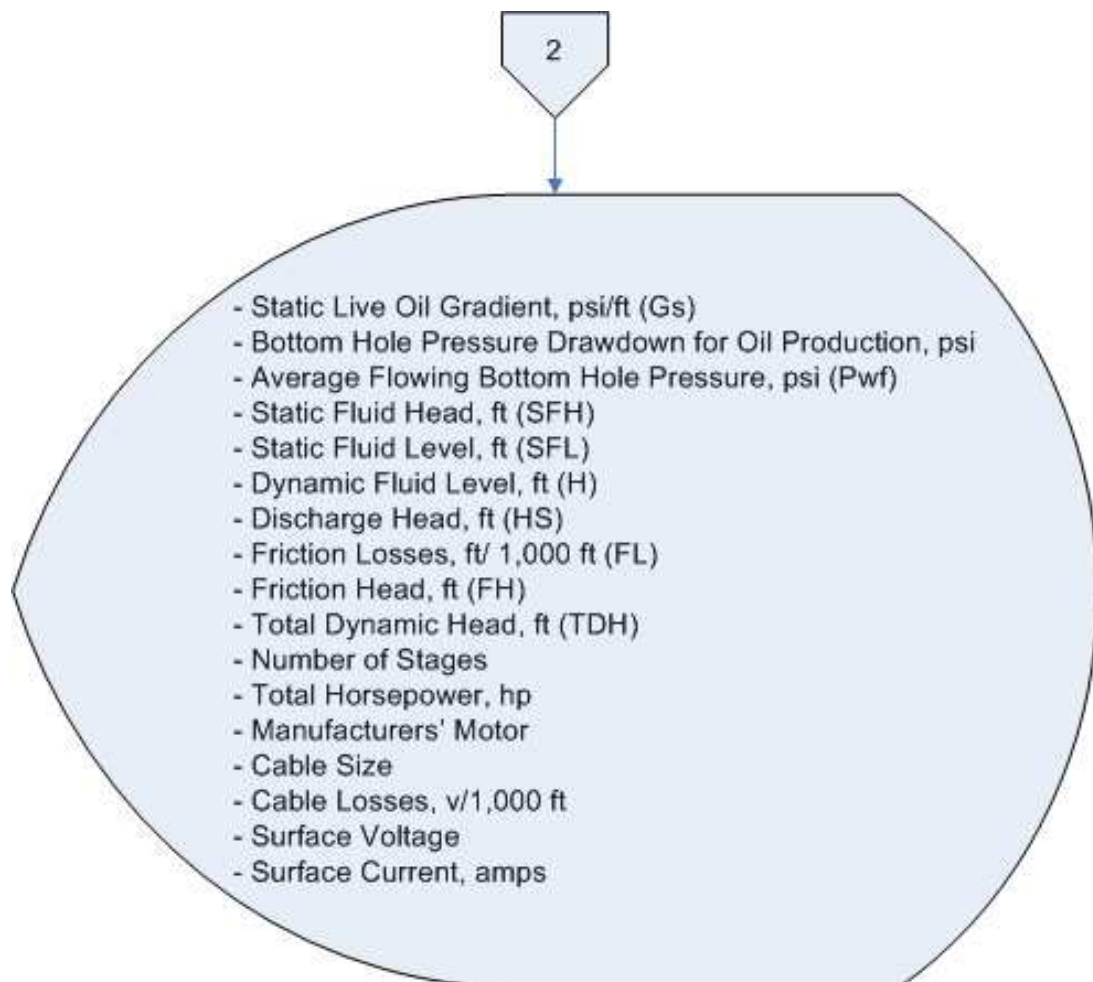 2
- Static Live Oil Gradient, psi/ft (Gs)
- Bottom Hole Pressure Drawdown for Oil Production, psi
- Average Flowing Bottom Hole Pressure, psi (Pwf)
- Static Fluid Head, ft (SFH)
- Static Fluid Level, ft (SFL)
- Dynamic Fluid Level, ft (H)
- Discharge Head, ft (HS)
- Friction Losses, ft/ 1,000 ft (FL)
- Friction Head, ft (FH)
- Total Dynamic Head, ft (TDH)
- Number of Stages
- Total Horsepower, hp
- Manufacturers' Motor
- Cable Size
- Cable Losses, v/1,000 ft
- Surface Voltage
- Surface Current, amps